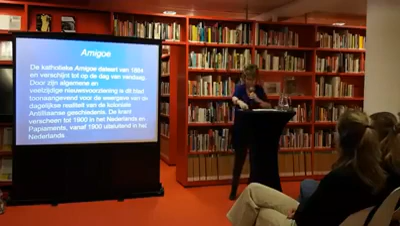 Amigoe
De katholieke Amigoe dateert van 1884
en verschijnt tot op de dag van vandaag.
Door zijn algemene en
veelzijdige nieuwsvoorziening is dit blad
toonaangevend voor de weergave van de
dagelijkse realiteit van de koloniale
Antilliaanse geschiedenis. De krant
verscheen tot 1900 in het Nederlands en
Papiaments, vanaf 1900 uitsluitend in het
Nederlands.